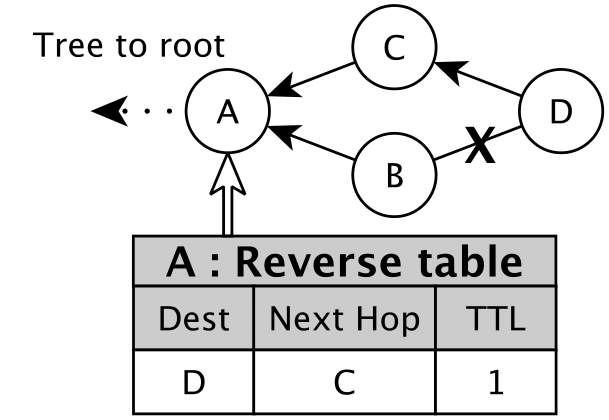 Tree to root
C
A
D
X
B
A : Reverse table
Dest Next Hop TTL
D C 1